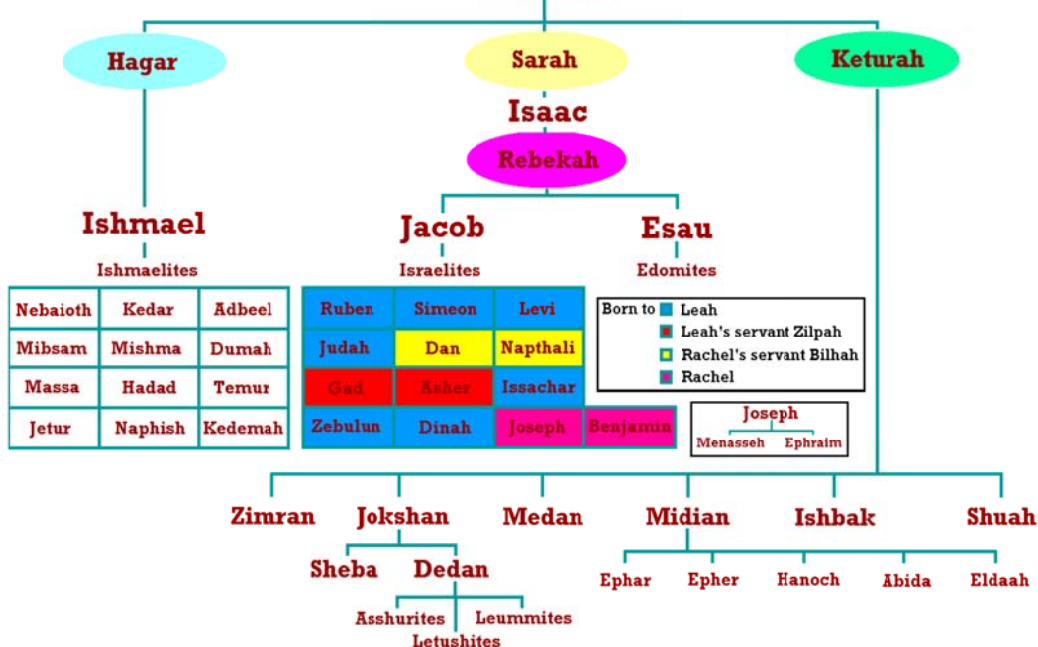 Hagar Sarah Keturah
Isaac
Rebekah
Ishmael Jacob Esau
Ishmaelites Israelites Edomites
Nebaioth Kedar Adbeel
Mibsam Mishma Dumah
Massa Hadad Temur
Jetur Naphish Kedemah
Ruben Simeon Levi
Judah Dan Napthali
Gad Asher Issachar
Zebulun Dinah Joseph Benjamin
Born to Leah
Leah's servant Zilpah
Rachel's servant Bilhah
Rachel
Joseph
Menasseh Ephraim
Zimran Jokshan Medan Midian Ishbak Shuah
Sheba Dedan
Ephar Epher Hanoch Abida Eldaah
Asshurites Leummites
Letushites